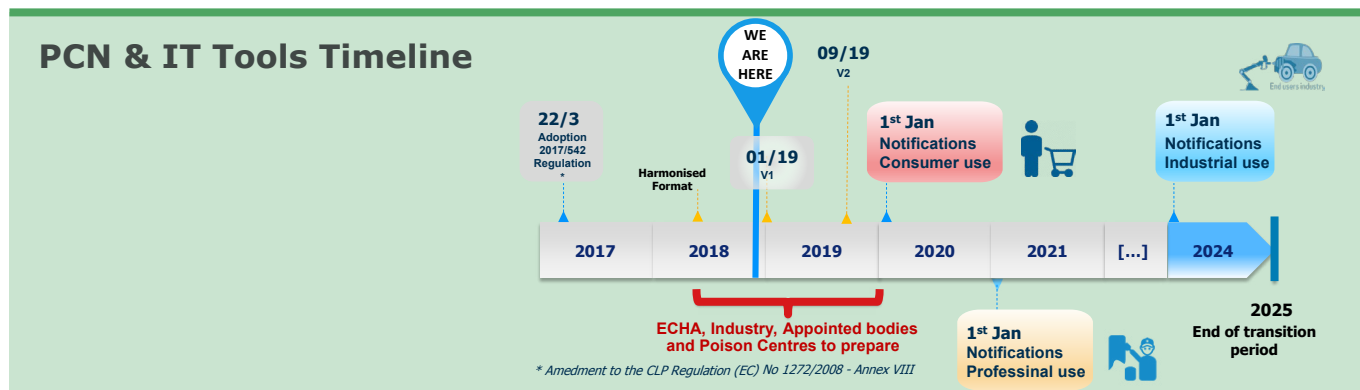 PCN & IT Tools Timeline
WE
ARE
HERE
09/19
V2
End users industry
22/3
Adoption
2017/542
Regulation
*
Harmonised
Format
01/19
V1
1st Jan
Notifications
Consumer use
1st Jan
Notifications
Industrial use
2017
2018
2019
2020
2021
[...]
2024
ECHA, Industry, Appointed bodies
and Poison Centres to prepare
1st Jan
Notifications
Professinal use
2025
End of transition
period
* Amedment to the CLP Regulation (EC) No 1272/2008 - Annex VIII